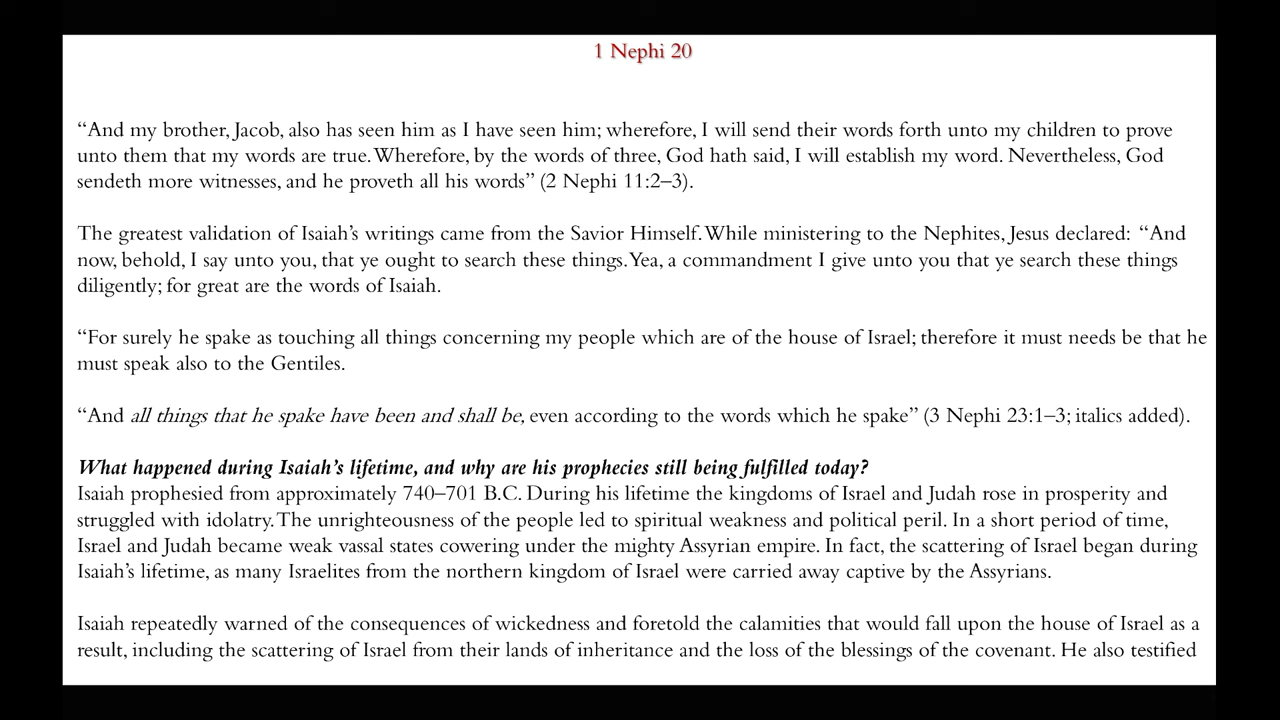 1 Nephi 20
“And my brother, Jacob, also has seen him as I have seen him; wherefore, I will send their words forth unto my children to prove
unto them that my words are true. Wherefore, by the words of three, God hath said, I will establish my word. Nevertheless, God
sendeth more witnesses, and he proveth all his words” (2 Nephi 11:2–3).
The greatest validation of Isaiah’s writings came from the Savior Himself. While ministering to the Nephites, Jesus declared: “And
now, behold, I say unto you, that ye ought to search these things. Yea, a commandment I give unto you that ye search these things
diligently; for great are the words of Isaiah.
“For surely he spake as touching all things concerning my people which are of the house of Israel; therefore it must needs be that he
must speak also to the Gentiles.
“And all things that he spake have been and shall be, even according to the words which he spake” (3 Nephi 23:1–3; italics added).
What happened during Isaiah’s lifetime, and why are his prophecies still being fulfilled today?
Isaiah prophesied from approximately 740–701 B.C. During his lifetime the kingdoms of Israel and Judah rose in prosperity and
struggled with idolatry. The unrighteousness of the people led to spiritual weakness and political peril. In a short period of time,
Israel and Judah became weak vassal states cowering under the mighty Assyrian empire. In fact, the scattering of Israel began during
Isaiah’s lifetime, as many Israelites from the northern kingdom of Israel were carried away captive by the Assyrians.
Isaiah repeatedly warned of the consequences of wickedness and foretold the calamities that would fall upon the house of Israel as a
result, including the scattering of Israel from their lands of inheritance and the loss of the blessings of the covenant. He also testified